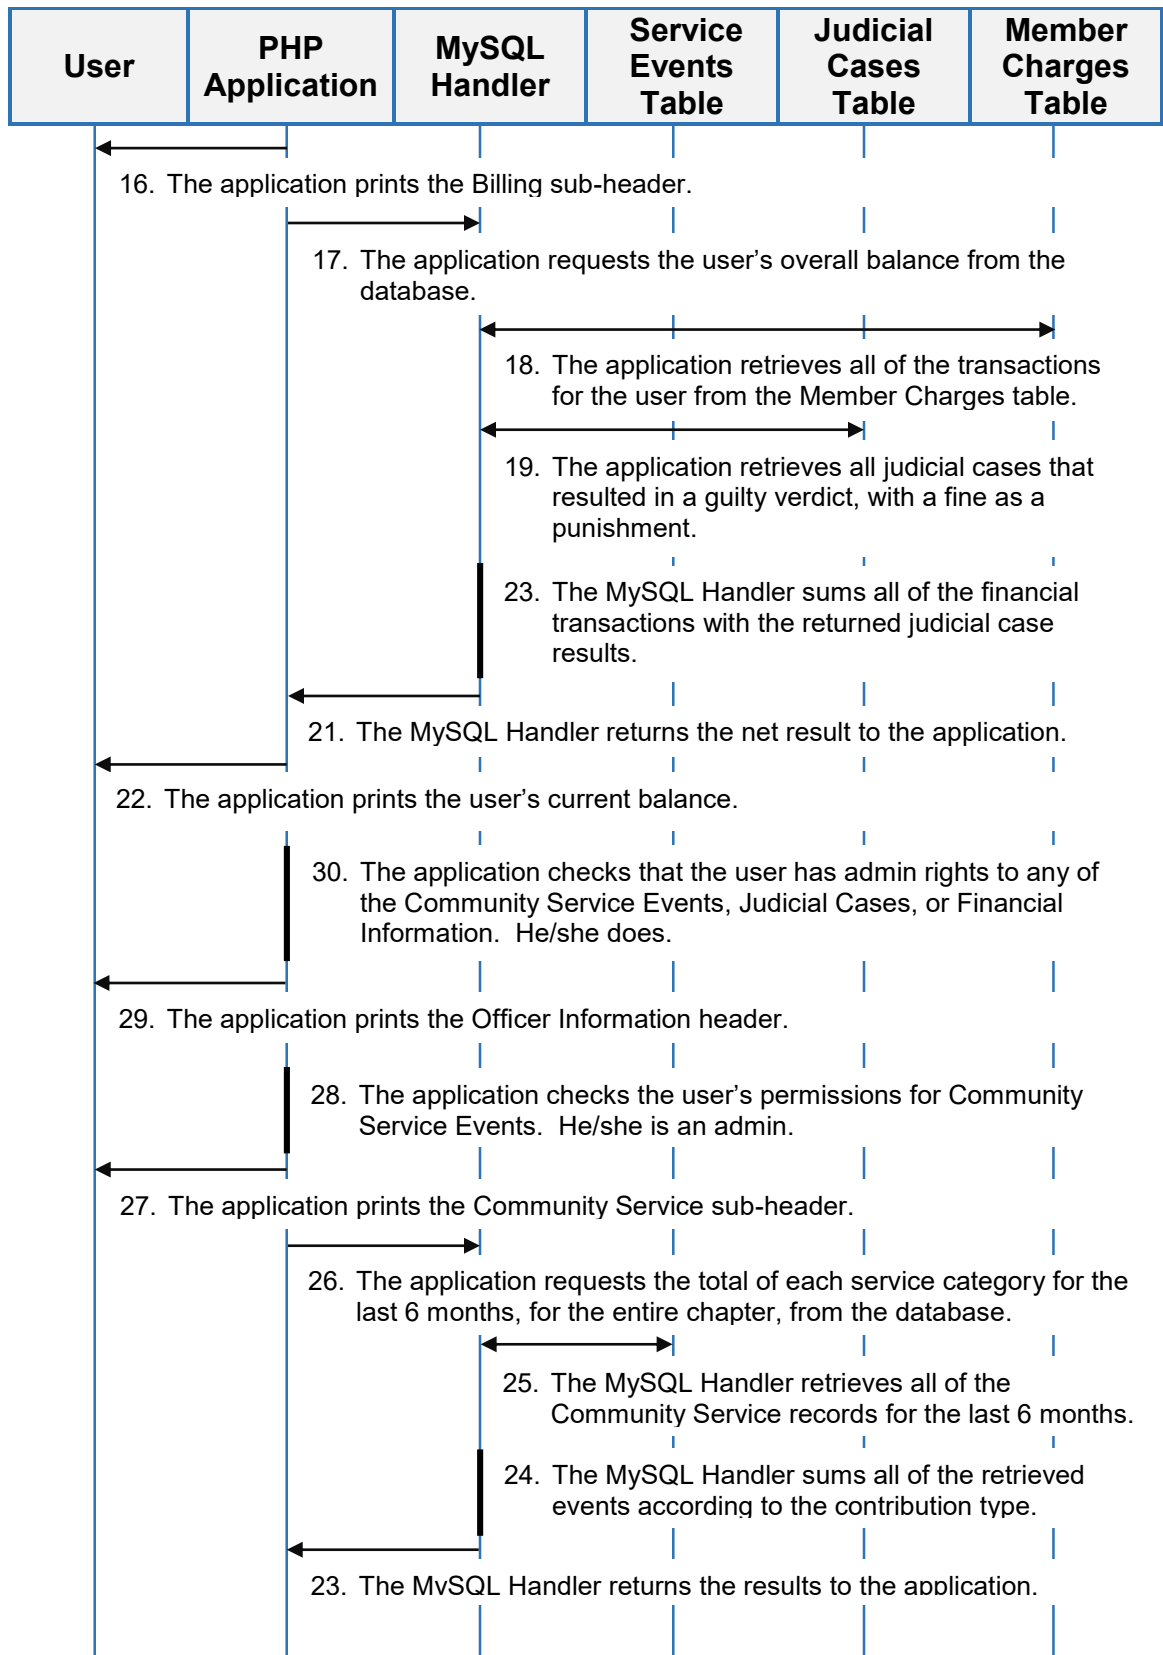 User
PHP
Application
MySQL
Handler
Service
Events
Table
Judicial
Cases
Table
Member
Charges
Table
16. The application prints the Billing sub-header.
17. The application requests the user's overall balance from the
database.
18. The application retrieves all of the transactions
for the user from the Member Charges table.
19. The application retrieves all judicial cases that
resulted in a guilty verdict, with a fine as a
punishment.
23. The MySQL Handler sums all of the financial
transactions with the returned judicial case
results.
21. The MySQL Handler returns the net result to the application.
22. The application prints the user's current balance.
30. The application checks that the user has admin rights to any of
the Community Service Events, Judicial Cases, or Financial
Information. He/she does.
29. The application prints the Officer Information header.
28. The application checks the user's permissions for Community
Service Events. He/she is an admin.
27. The application prints the Community Service sub-header.
26. The application requests the total of each service category for the
last 6 months, for the entire chapter, from the database.
25. The MySQL Handler retrieves all of the
Community Service records for the last 6 months.
24. The MySQL Handler sums all of the retrieved
events according to the contribution type.
23. The MySQL Handler returns the results to the application.